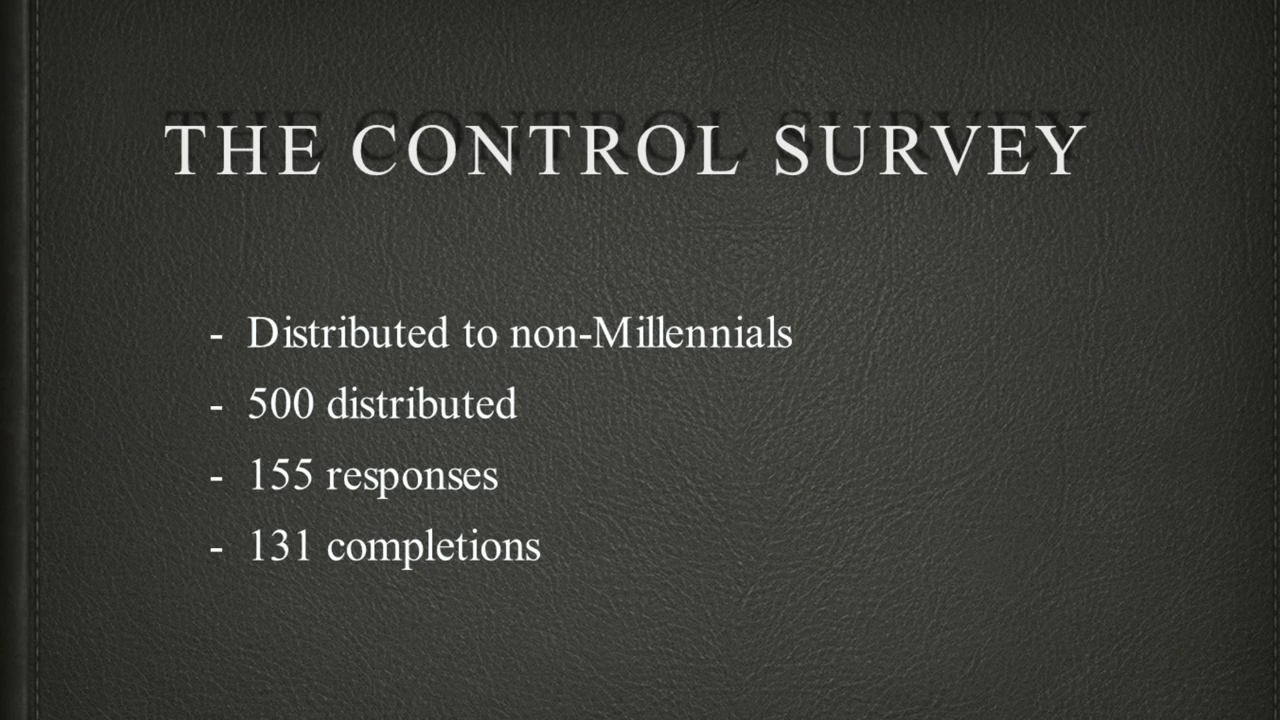 THE CONTROL SURVEY
- Distributed to non-Millennials
- 500 distributed
- 155 responses
- 131 completions